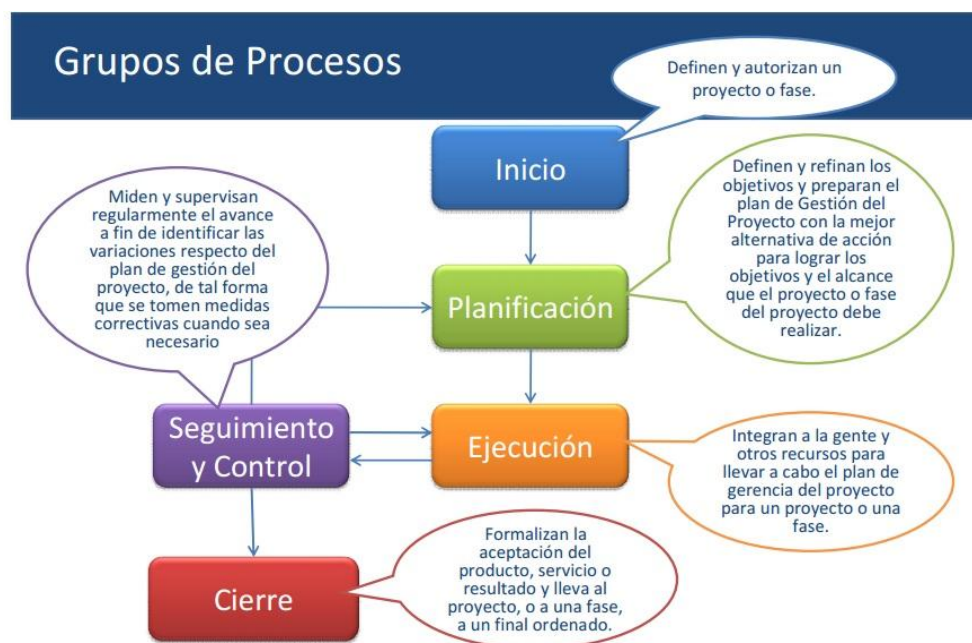 Grupos de Procesos
Definen y autorizan un
proyecto o fase.
Inicio
Miden y supervisan
regularmente el avance
a fin de identificar las
variaciones respecto del
plan de gestión del
proyecto, de tal forma
que se tomen medidas
correctivas cuando sea
necesario
Definen y refinan los
objetivos y preparan el
plan de Gestión del
Proyecto con la mejor
alternativa de acción
para lograr los
objetivos y el alcance
que el proyecto o fase
del proyecto debe
realizar.
Planificación
Seguimiento
y Control
Ejecución
Integran a la gente y
otros recursos para
llevar a cabo el plan de
gerencia del proyecto
para un proyecto o una
fase.
Formalizan la
aceptación del
producto, servicio o
resultado y lleva al
proyecto, o a una fase,
a un final ordenado.
Cierre